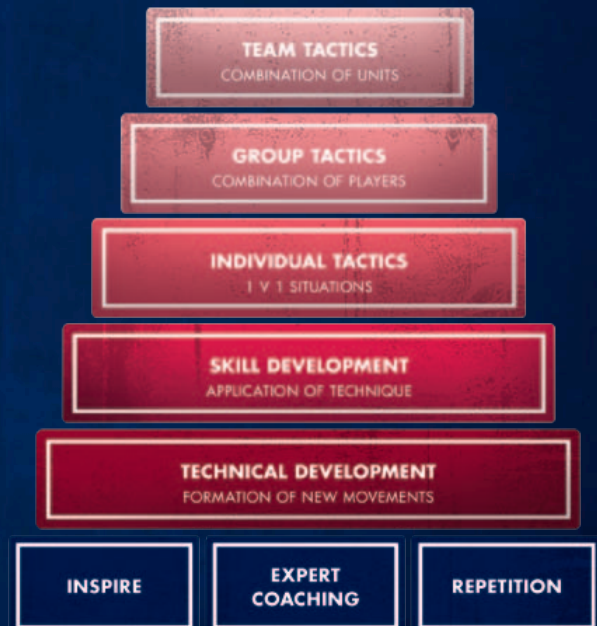 TEAM TACTICS
COMBINATION OF UNITS
GROUP TACTICS
COMBINATION OF PLAYERS
INDIVIDUAL TACTICS
1 V 1 SITUATIONS
SKILL DEVELOPMENT
APPLICATION OF TECHNIQUE
TECHNICAL DEVELOPMENT
FORMATION OF NEW MOVEMENTS
INSPIRE
EXPERT
COACHING
REPETITION